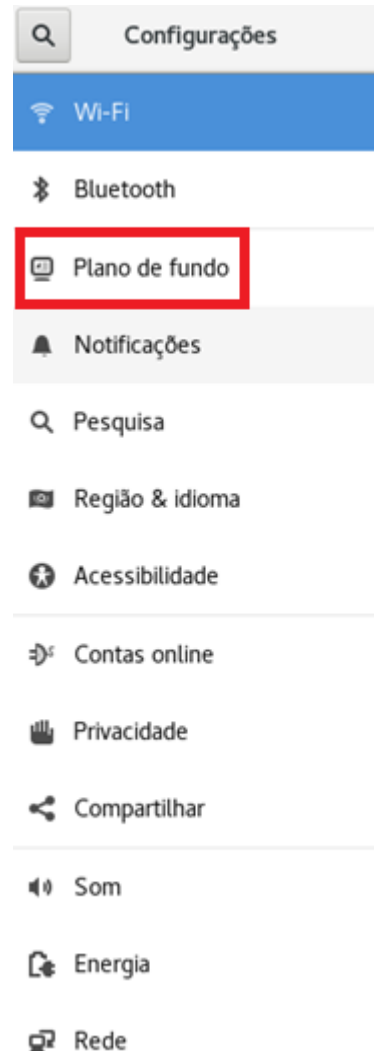 Configurações
Wi-Fi
Bluetooth
Plano de fundo
Notificações
Pesquisa
Região & idioma
Acessibilidade
Contas online
Privacidade
Compartilhar
Som
Energia
Rede